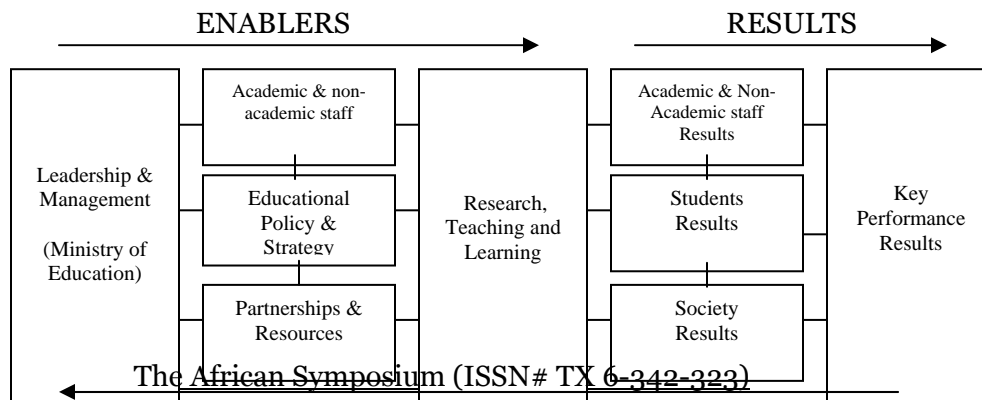 ENABLERS
RESULTS
Leadership &
Management
(Ministry of
Education)
Academic & non-
academic staff
Educational
Policy &
Strategy
Partnerships &
Resources
Research,
Teaching and
Learning
Academic & Non-
Academic staff
Results
Students
Results
Society
Results
Key
Performance
Results
The African Symposium (ISSN# TX 6-342-323)